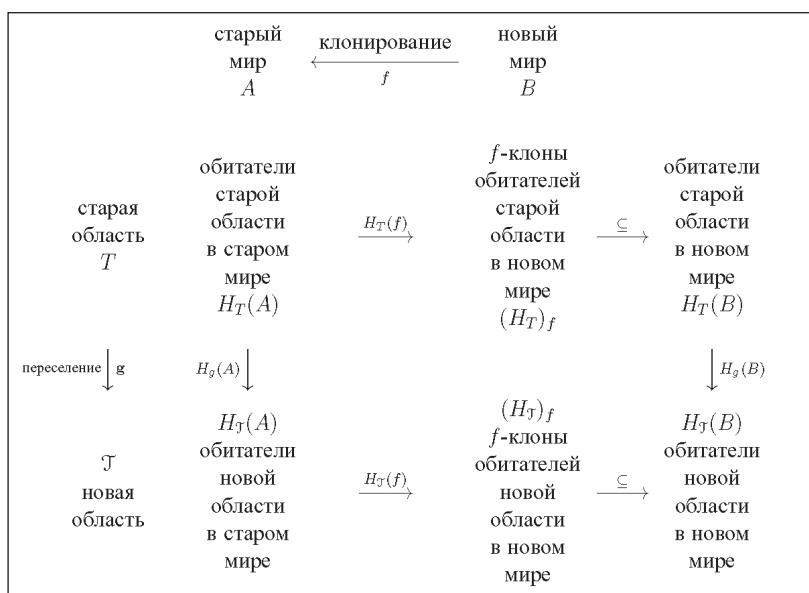 старый
мир
A
клонирование
f
новый
мир
B
старая
область
T
обитатели
старой
области
в старом
мире
H_T(A)
H_T(f)
f-клоны
обитателей
старой
области
в новом
мире
(H_T)_f
⊆
обитатели
старой
области
в новом
мире
H_T(B)
переселение g
H_g(A)
H_g(B)
𝒯
новая
область
H_𝒯(A)
обитатели
новой
области
в старом
мире
H_𝒯(f)
(H_𝒯)_f
f-клоны
обитателей
новой
области
в новом
мире
⊆
H_𝒯(B)
обитатели
новой
области
в новом
мире